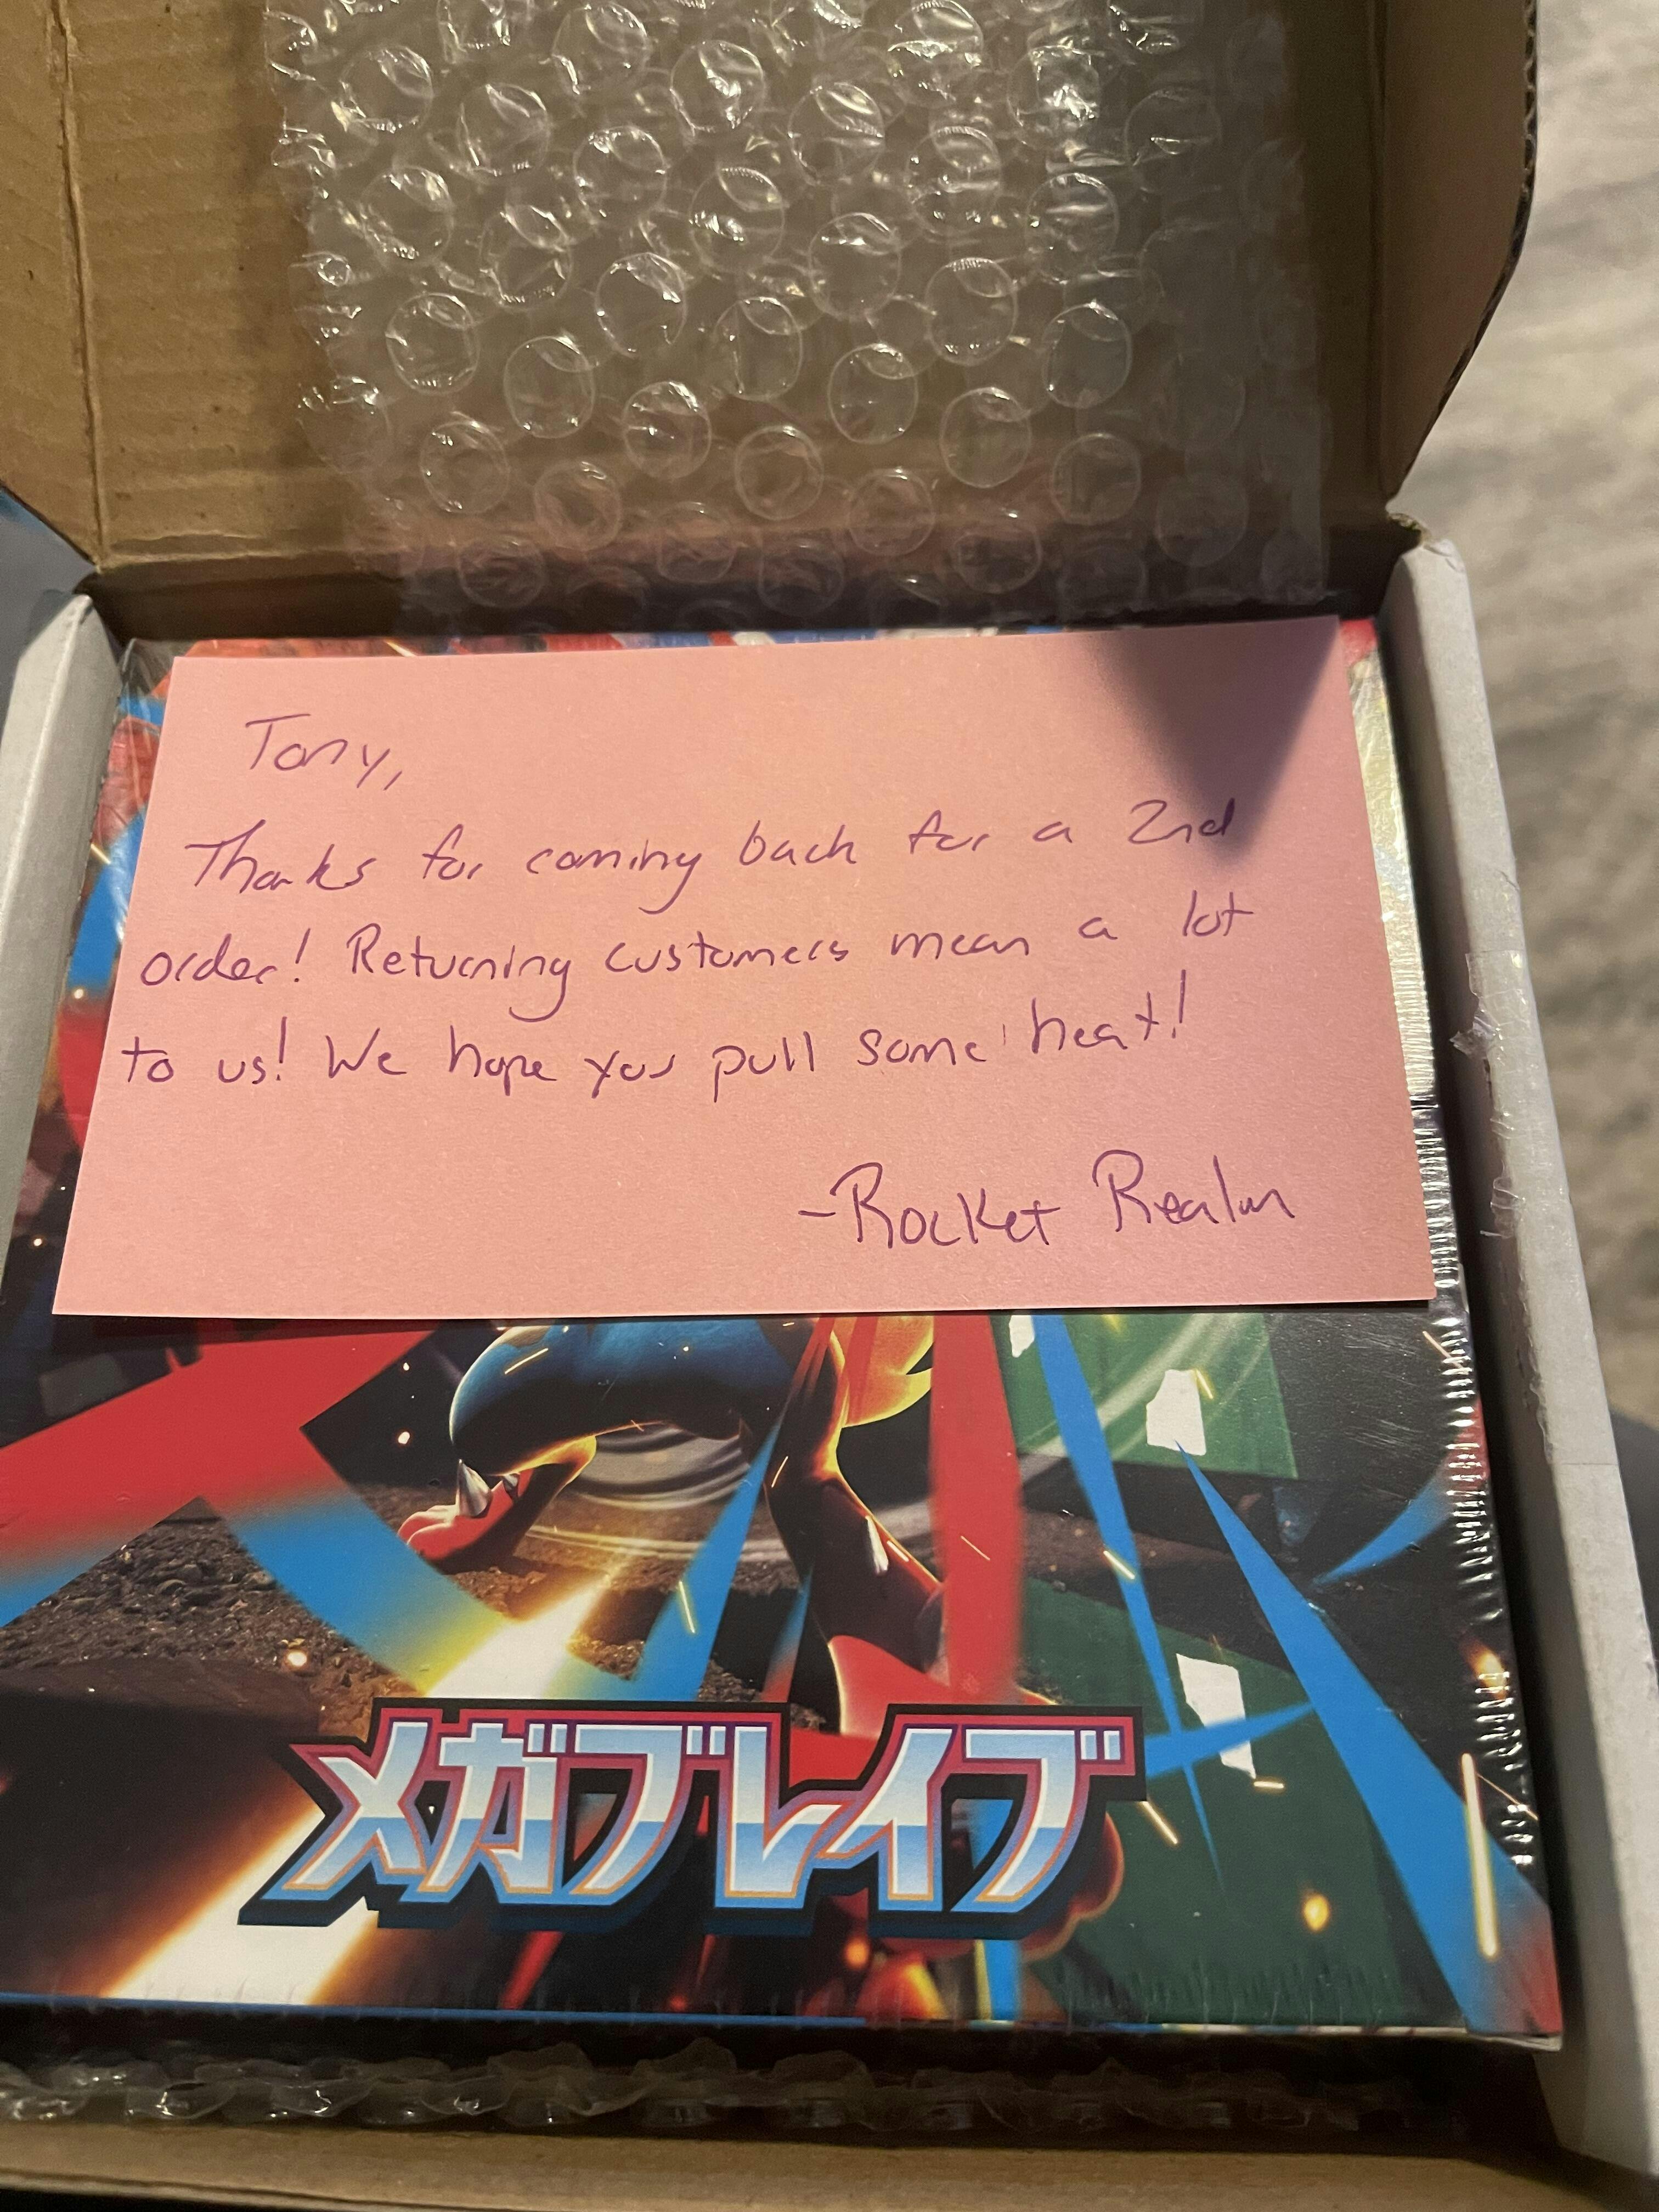 Tony,
Thanks for coming back for a 2nd
order! Returning customers mean a lot
to us! We hope you pull some heat!
-Rocket Realm
メガブレイブ